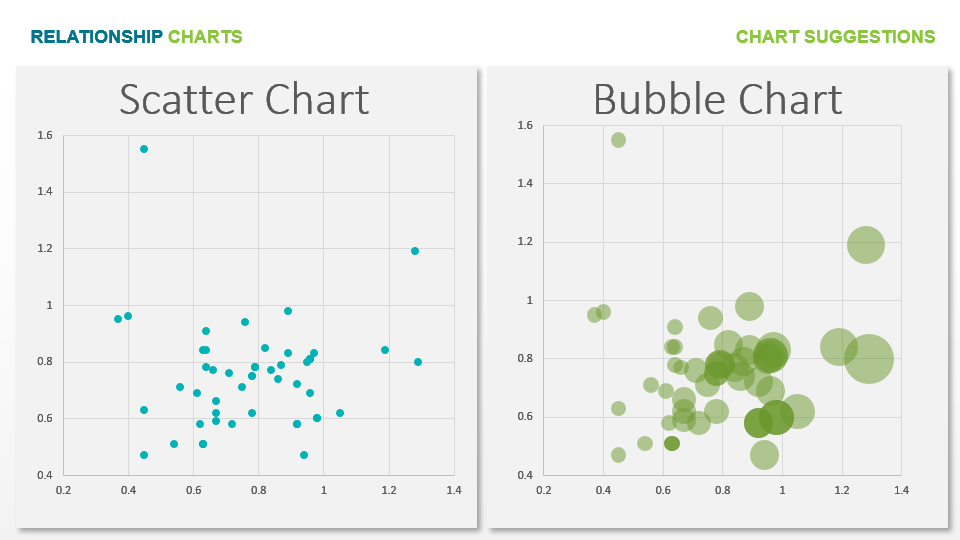 RELATIONSHIP CHARTS
CHART SUGGESTIONS
Scatter Chart
1.6
1.4
1.2
1
0.8
0.6
0.4
0.2 0.4 0.6 0.8 1 1.2 1.4
Bubble Chart
1.6
1.4
1.2
1
0.8
0.6
0.4
0.2 0.4 0.6 0.8 1 1.2 1.4